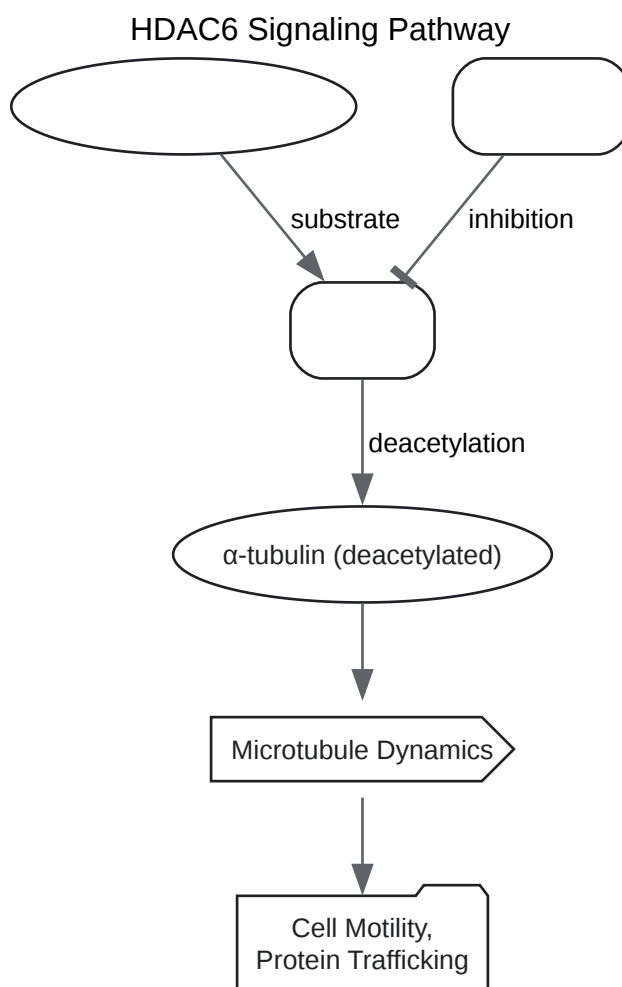 HDAC6 Signaling Pathway
substrate
inhibition
deacetylation
α-tubulin (deacetylated)
Microtubule Dynamics
Cell Motility,
Protein Trafficking